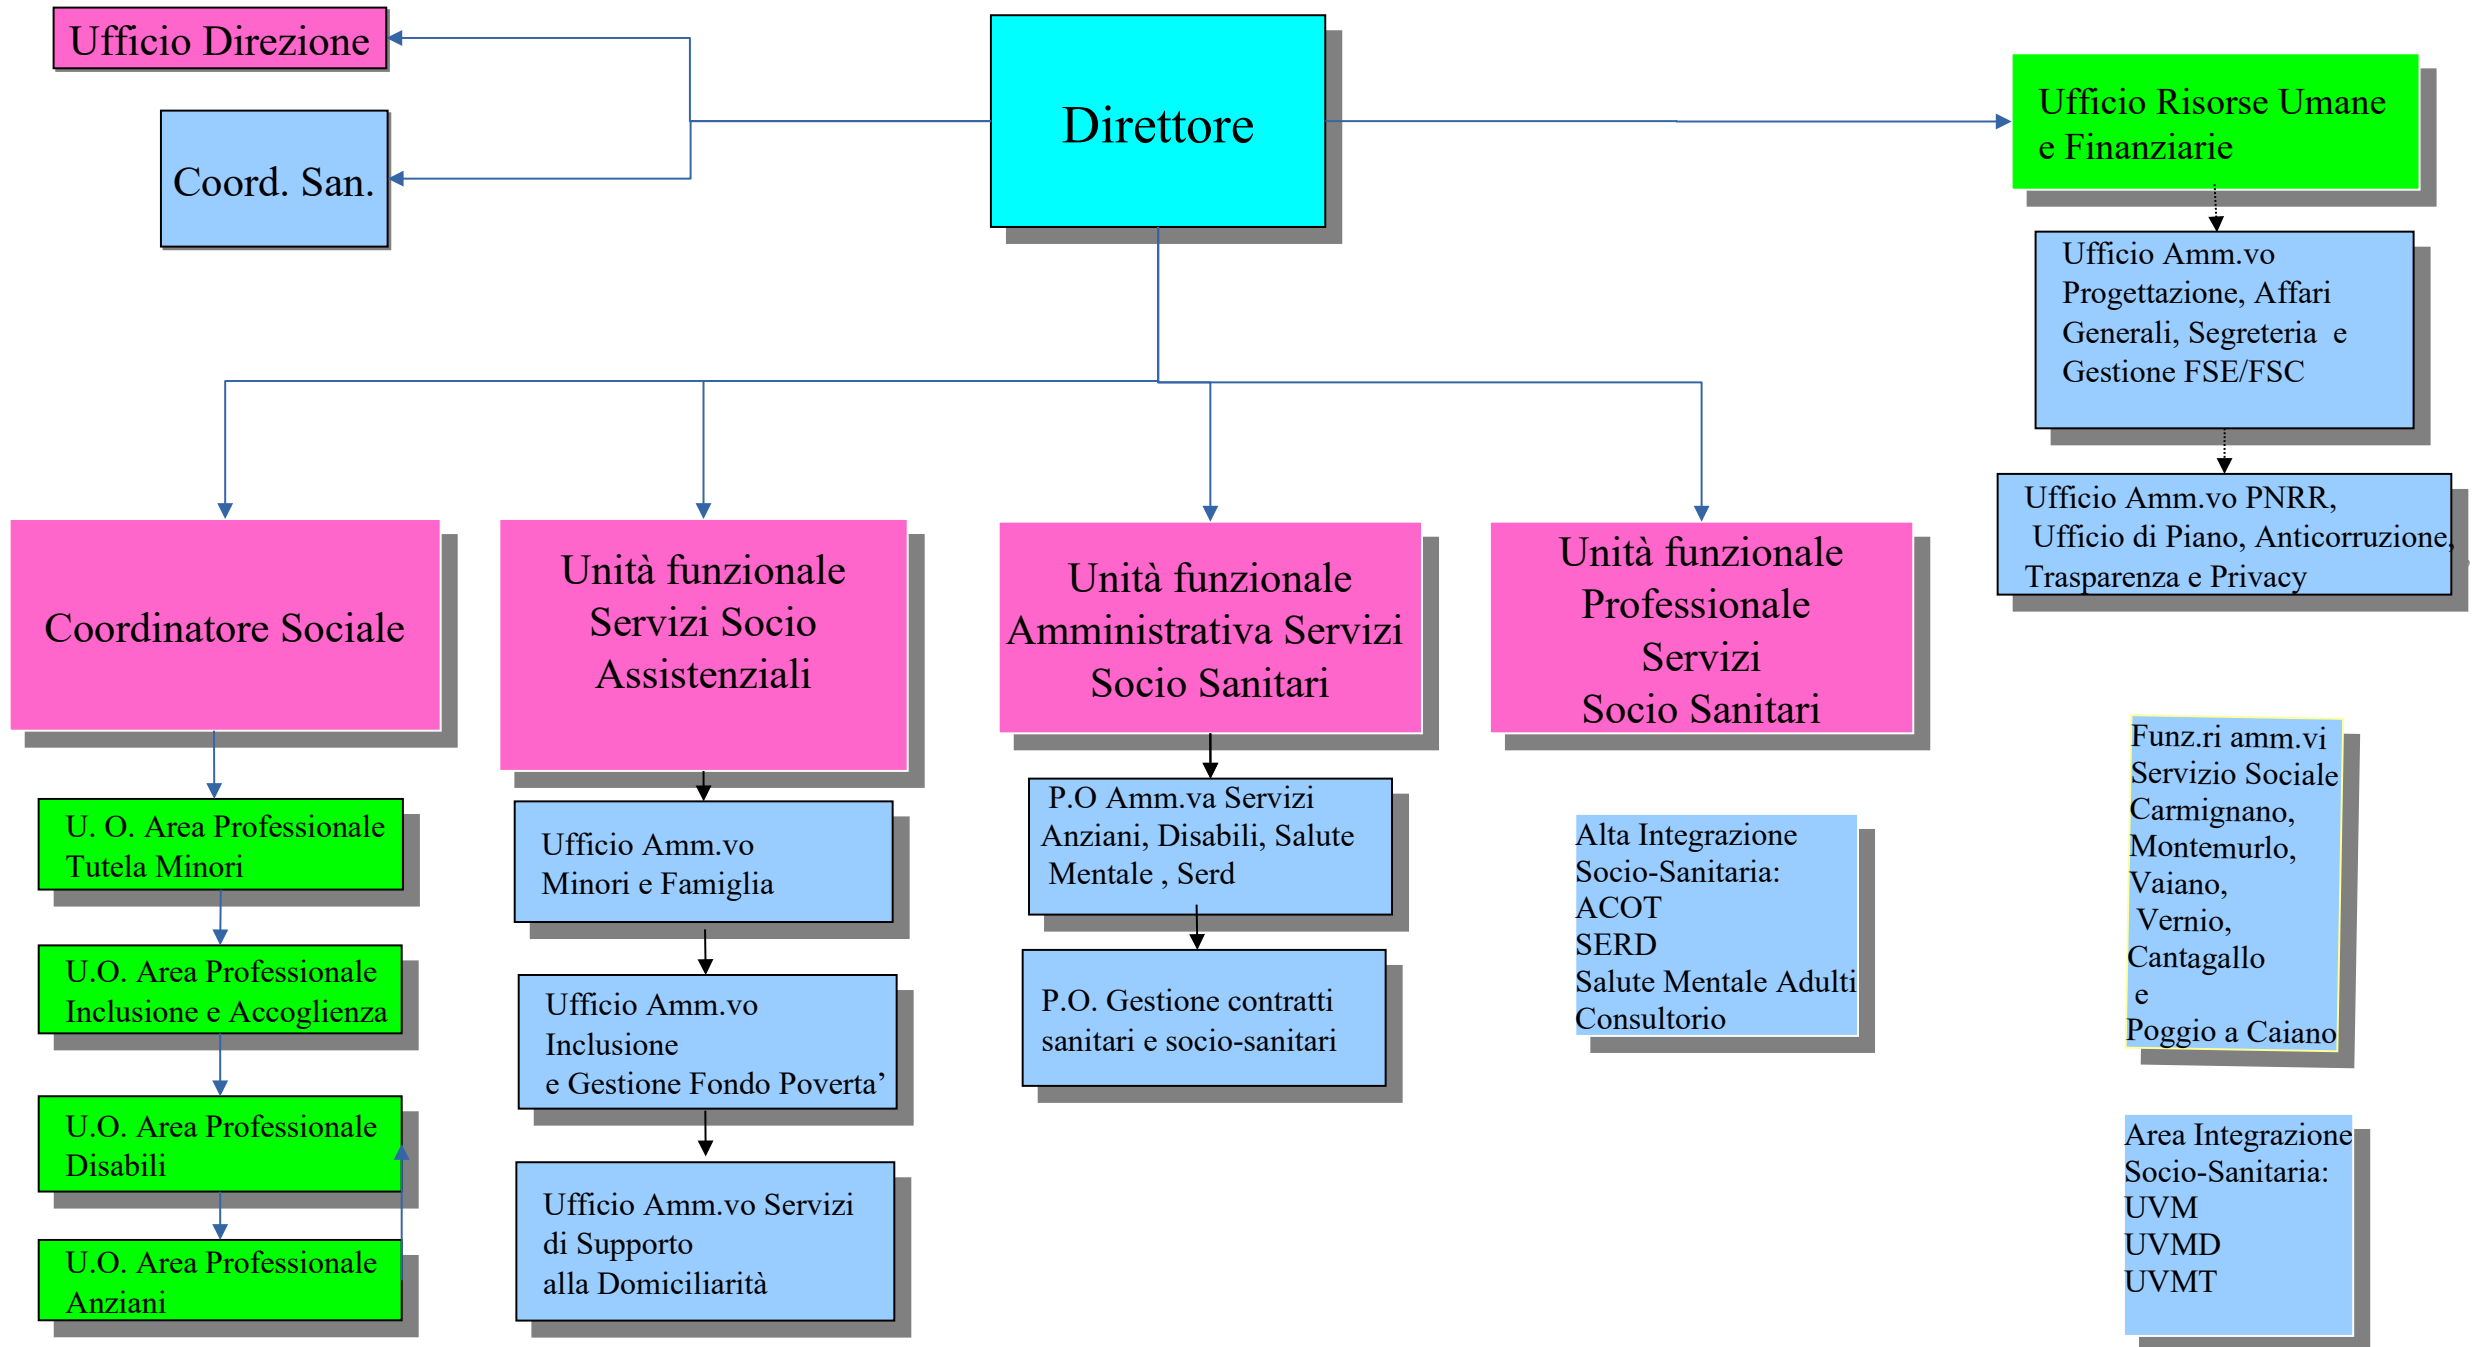 Ufficio Direzione
Coord. San.
Direttore
Ufficio Risorse Umane
e Finanziarie
Ufficio Amm.vo
Progettazione, Affari
Generali, Segreteria e
Gestione FSE/FSC
Ufficio Amm.vo PNRR,
Ufficio di Piano, Anticorruzione,
Trasparenza e Privacy
Coordinatore Sociale
Unità funzionale
Servizi Socio
Assistenziali
Unità funzionale
Amministrativa Servizi
Socio Sanitari
Unità funzionale
Professionale
Servizi
Socio Sanitari
U. O. Area Professionale
Tutela Minori
U.O. Area Professionale
Inclusione e Accoglienza
U.O. Area Professionale
Disabili
U.O. Area Professionale
Anziani
Ufficio Amm.vo
Minori e Famiglia
Ufficio Amm.vo
Inclusione
e Gestione Fondo Poverta’
Ufficio Amm.vo Servizi
di Supporto
alla Domiciliarità
P.O Amm.va Servizi
Anziani, Disabili, Salute
Mentale , Serd
P.O. Gestione contratti
sanitari e socio-sanitari
Alta Integrazione
Socio-Sanitaria:
ACOT
SERD
Salute Mentale Adulti
Consultorio
Funz.ri amm.vi
Servizio Sociale
Carmignano,
Montemurlo,
Vaiano,
Vernio,
Cantagallo
e
Poggio a Caiano
Area Integrazione
Socio-Sanitaria:
UVM
UVMD
UVMT